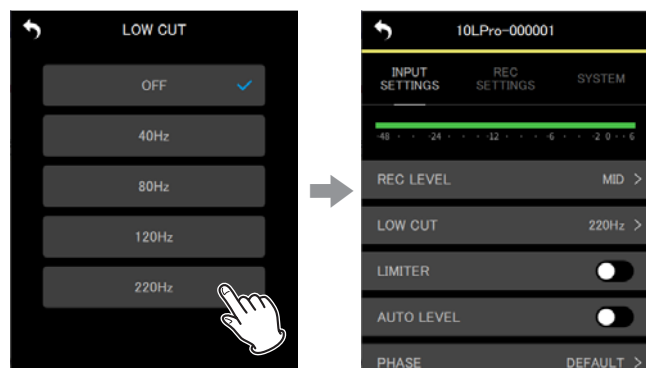 LOW CUT
OFF
40Hz
80Hz
120Hz
220Hz
10LPro-000001
INPUT SETTINGS
REC SETTINGS
SYSTEM
-48 -24 -12 -6 -2 0 6
REC LEVEL MID >
LOW CUT 220Hz >
LIMITER
AUTO LEVEL
PHASE DEFAULT >